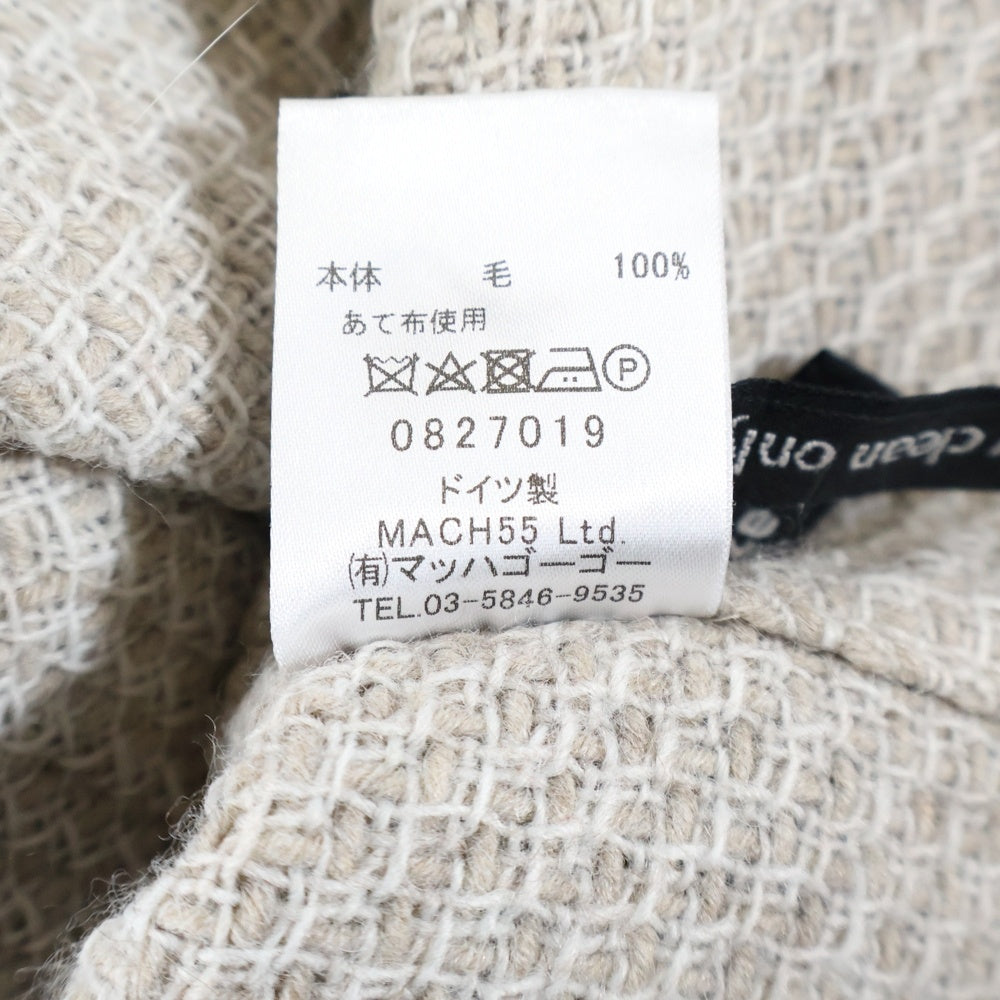 本体 毛 100%
あて布使用
P
0827019
ドイツ製
MACH55 Ltd.
㈲マッハゴーゴー
TEL.03-5846-9535
clean only